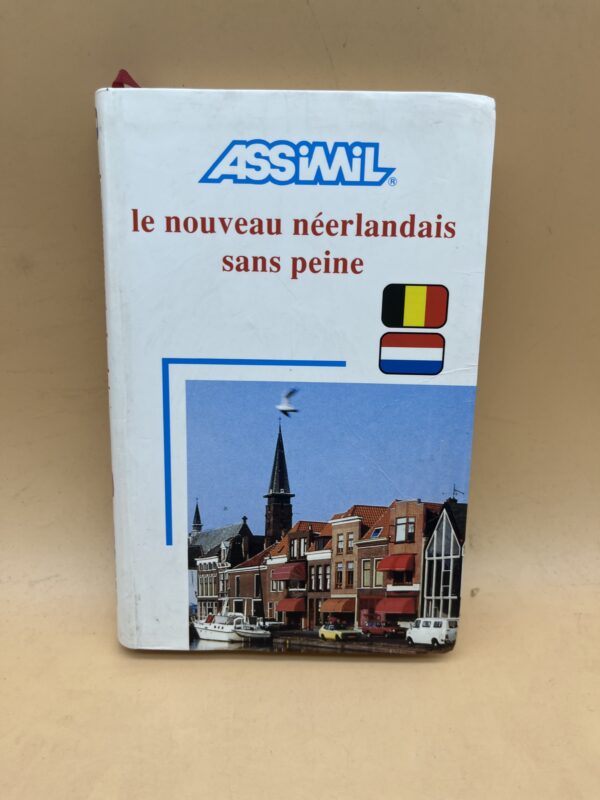 ASSiMiL®
le nouveau néerlandais
sans peine